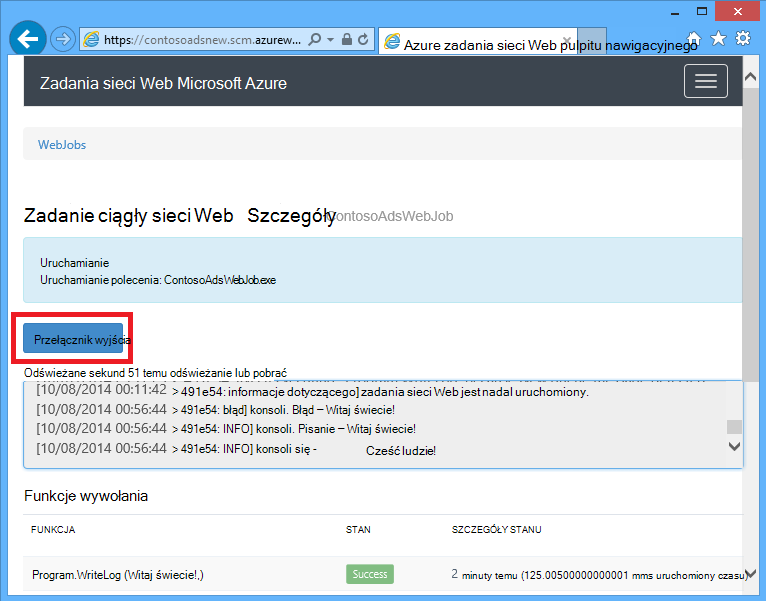 https://contosoadsnew.scm.azurew...
Azure zadania sieci Web pulpitu nawigacyjnego
Zadania sieci Web Microsoft Azure
WebJobs
Zadanie ciągły sieci Web Szczegóły ContosoAdsWebJob
Uruchamianie
Uruchamianie polecenia: ContosoAdsWebJob.exe
Przełącznik wyjścia
Odświeżane sekund 51 temu odświeżanie lub pobrać
[10/08/2014 00:11:42 > 491e54: informacje dotyczącego] zadania sieci Web jest nadal uruchomiony.
[10/08/2014 00:56:44 > 491e54: błąd] konsoli. Błąd – Witaj świecie!
[10/08/2014 00:56:44 > 491e54: INFO] konsoli. Pisanie – Witaj świecie!
[10/08/2014 00:56:44 > 491e54: INFO] konsoli się - Cześć ludzie!
Funkcje wywołania
FUNKCJA STAN SZCZEGÓŁY STANU
Program.WriteLog (Witaj świecie!,) Success 2 minuty temu (125.00500000000001 mms uruchomiony czasu)